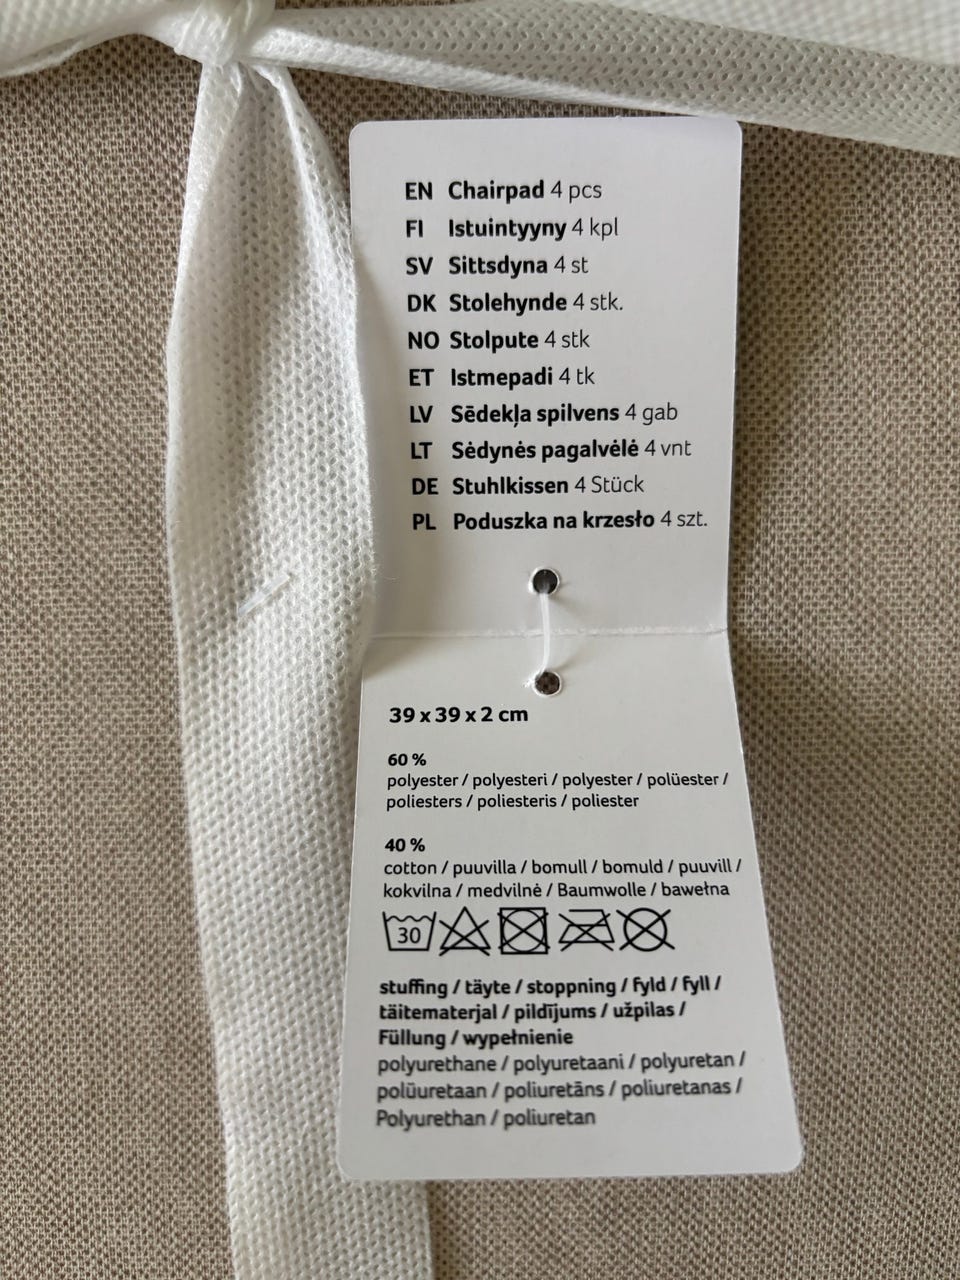 EN Chairpad 4 pcs
FI Istuintyyny 4 kpl
SV Sittsdyna 4 st
DK Stolehynde 4 stk.
NO Stolpute 4 stk
ET Istmepadi 4 tk
LV Sēdekļa spilvens 4 gab
LT Sėdynės pagalvėlė 4 vnt
DE Stuhlkissen 4 Stück
PL Poduszka na krzesło 4 szt.
39 x 39 x 2 cm
60 %
polyester / polyesteri / polyester / polüester /
poliesters / poliesteris / poliester
40 %
cotton / puuvilla / bomull / bomuld / puuvill /
kokvilna / medvilnė / Baumwolle / bawełna
30
stuffing / täyte / stoppning / fyld / fyll /
täitematerjal / pildījums / užpilas /
Füllung / wypełnienie
polyurethane / polyuretaani / polyuretan /
polüuretaan / poliuretāns / poliuretanas /
Polyurethan / poliuretan